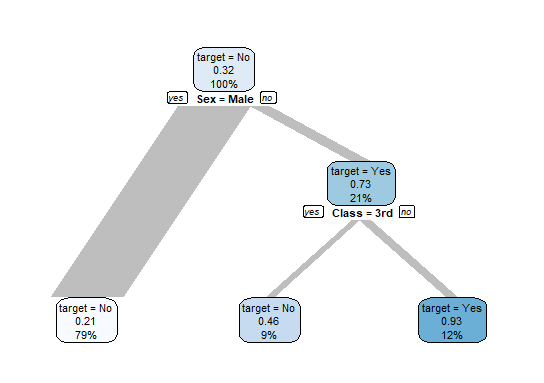 target = No
0.32
100%
yes Sex = Male no
target = Yes
0.73
21%
yes Class = 3rd no
target = No
0.21
79%
target = No
0.46
9%
target = Yes
0.93
12%